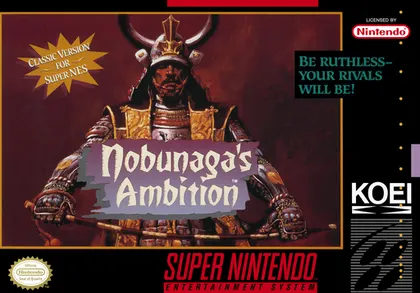 CLASSIC VERSION
FOR
SUPER NES
LICENSED BY
Nintendo
BE RUTHLESS–
YOUR RIVALS
WILL BE!
Nobunaga's
Ambition
KOEI
Nintendo
SUPER NINTENDO
ENTERTAINMENT SYSTEM